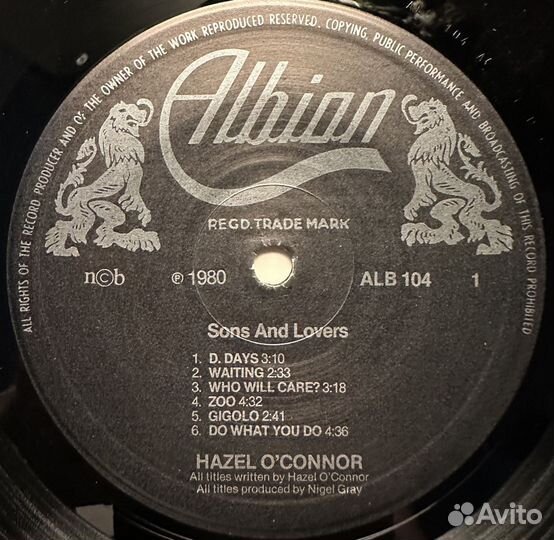 ALL RIGHTS OF THE RECORD PRODUCER AND OF THE OWNER OF THE WORK REPRODUCED RESERVED. COPYING, PUBLIC PERFORMANCE AND BROADCASTING OF THIS RECORD PROHIBITED
Albion
REGD. TRADE MARK
n©b ℗ 1980 ALB 104 1
Sons And Lovers
1. D. DAYS 3:10
2. WAITING 2:33
3. WHO WILL CARE? 3:18
4. ZOO 4:32
5. GIGOLO 2:41
6. DO WHAT YOU DO 4:36
HAZEL O'CONNOR
All titles written by Hazel O'Connor
All titles produced by Nigel Gray
Avito